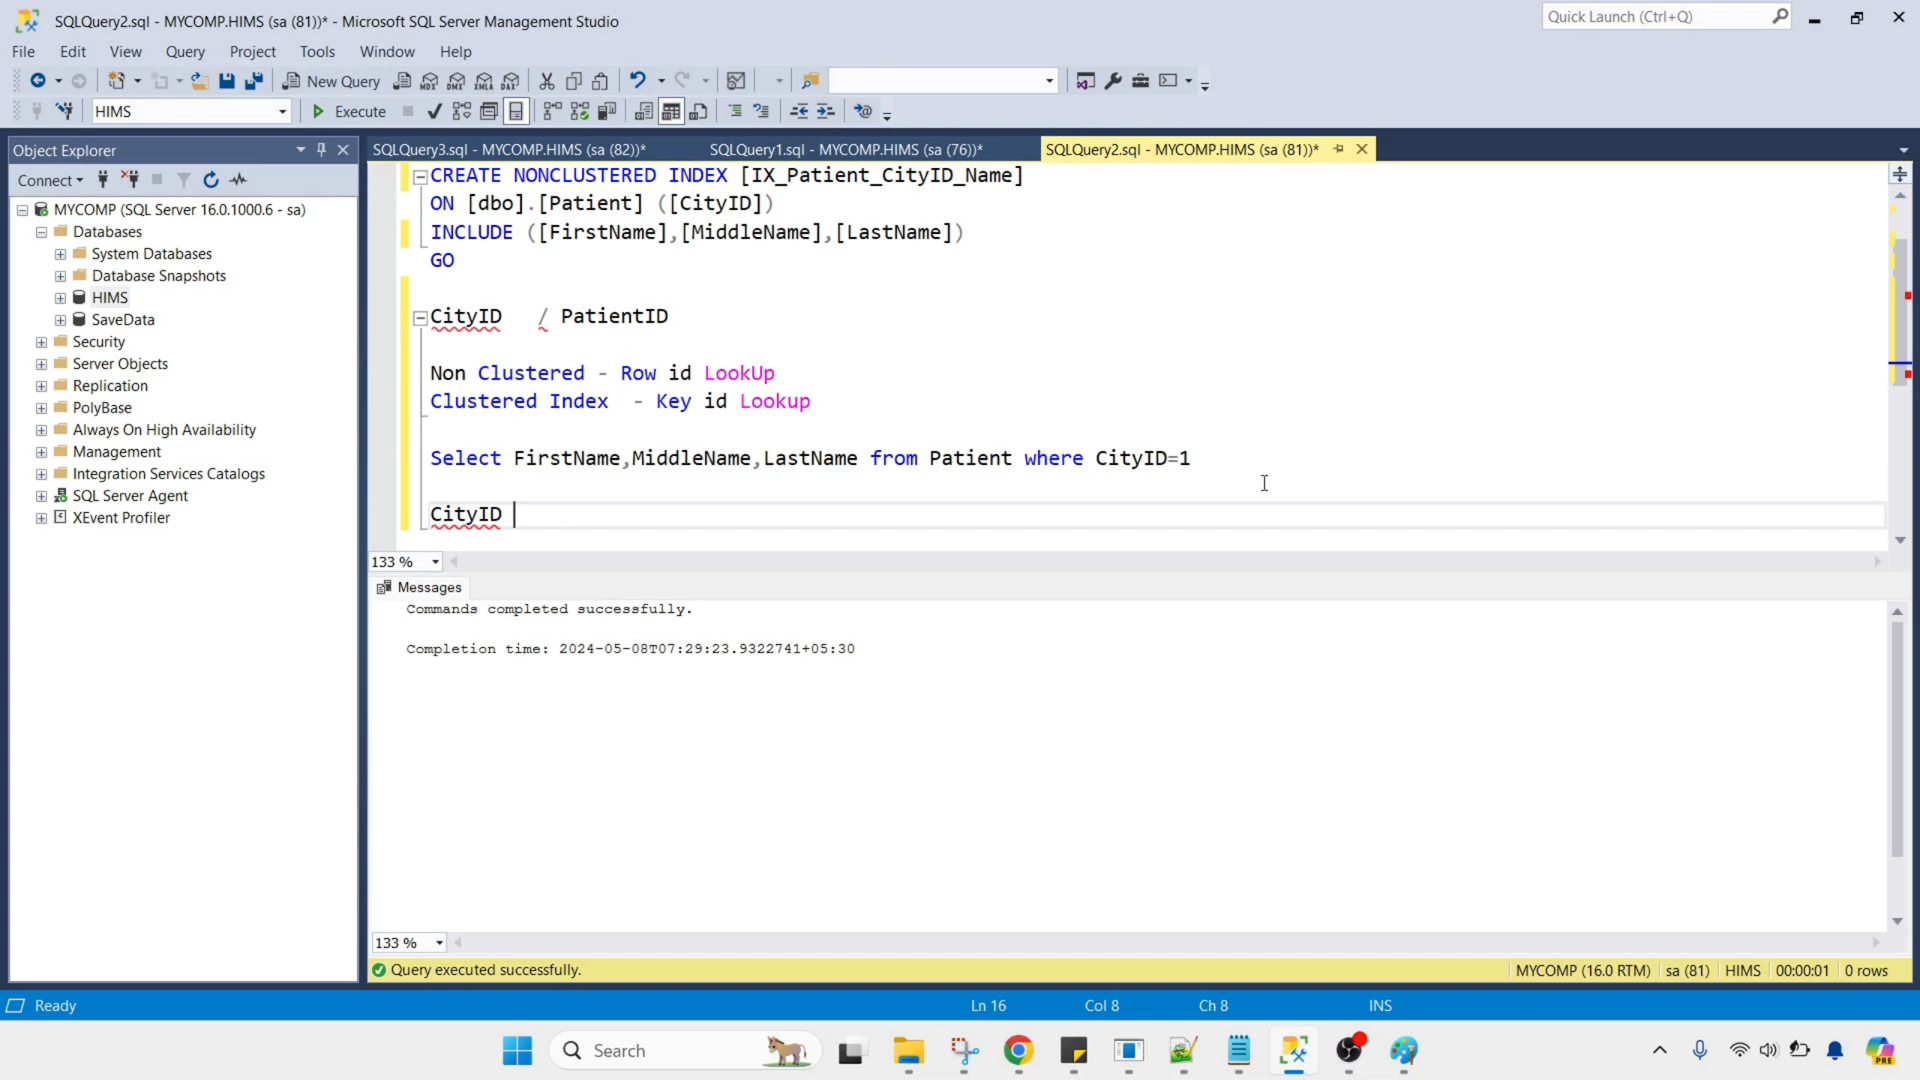 SQLQuery2.sql - MYCOMP.HIMS (sa (81))* - Microsoft SQL Server Management Studio
Quick Launch (Ctrl+Q)
File Edit View Query Project Tools Window Help
New Query MDX DMX XMLA DAX
HIMS Execute
Object Explorer
SQLQuery3.sql - MYCOMP.HIMS (sa (82))* SQLQuery1.sql - MYCOMP.HIMS (sa (76))* SQLQuery2.sql - MYCOMP.HIMS (sa (81))*
Connect
MYCOMP (SQL Server 16.0.1000.6 - sa)
Databases
System Databases
Database Snapshots
HIMS
SaveData
Security
Server Objects
Replication
PolyBase
Always On High Availability
Management
Integration Services Catalogs
SQL Server Agent
XEvent Profiler
CREATE NONCLUSTERED INDEX [IX_Patient_CityID_Name]
ON [dbo].[Patient] ([CityID])
INCLUDE ([FirstName],[MiddleName],[LastName])
GO
CityID / PatientID
Non Clustered - Row id LookUp
Clustered Index - Key id Lookup
Select FirstName,MiddleName,LastName from Patient where CityID=1
CityID
133 %
Messages
Commands completed successfully.
Completion time: 2024-05-08T07:29:23.9322741+05:30
133 %
Query executed successfully.
MYCOMP (16.0 RTM) sa (81) HIMS 00:00:01 0 rows
Ready Ln 16 Col 8 Ch 8 INS
Search
PRE